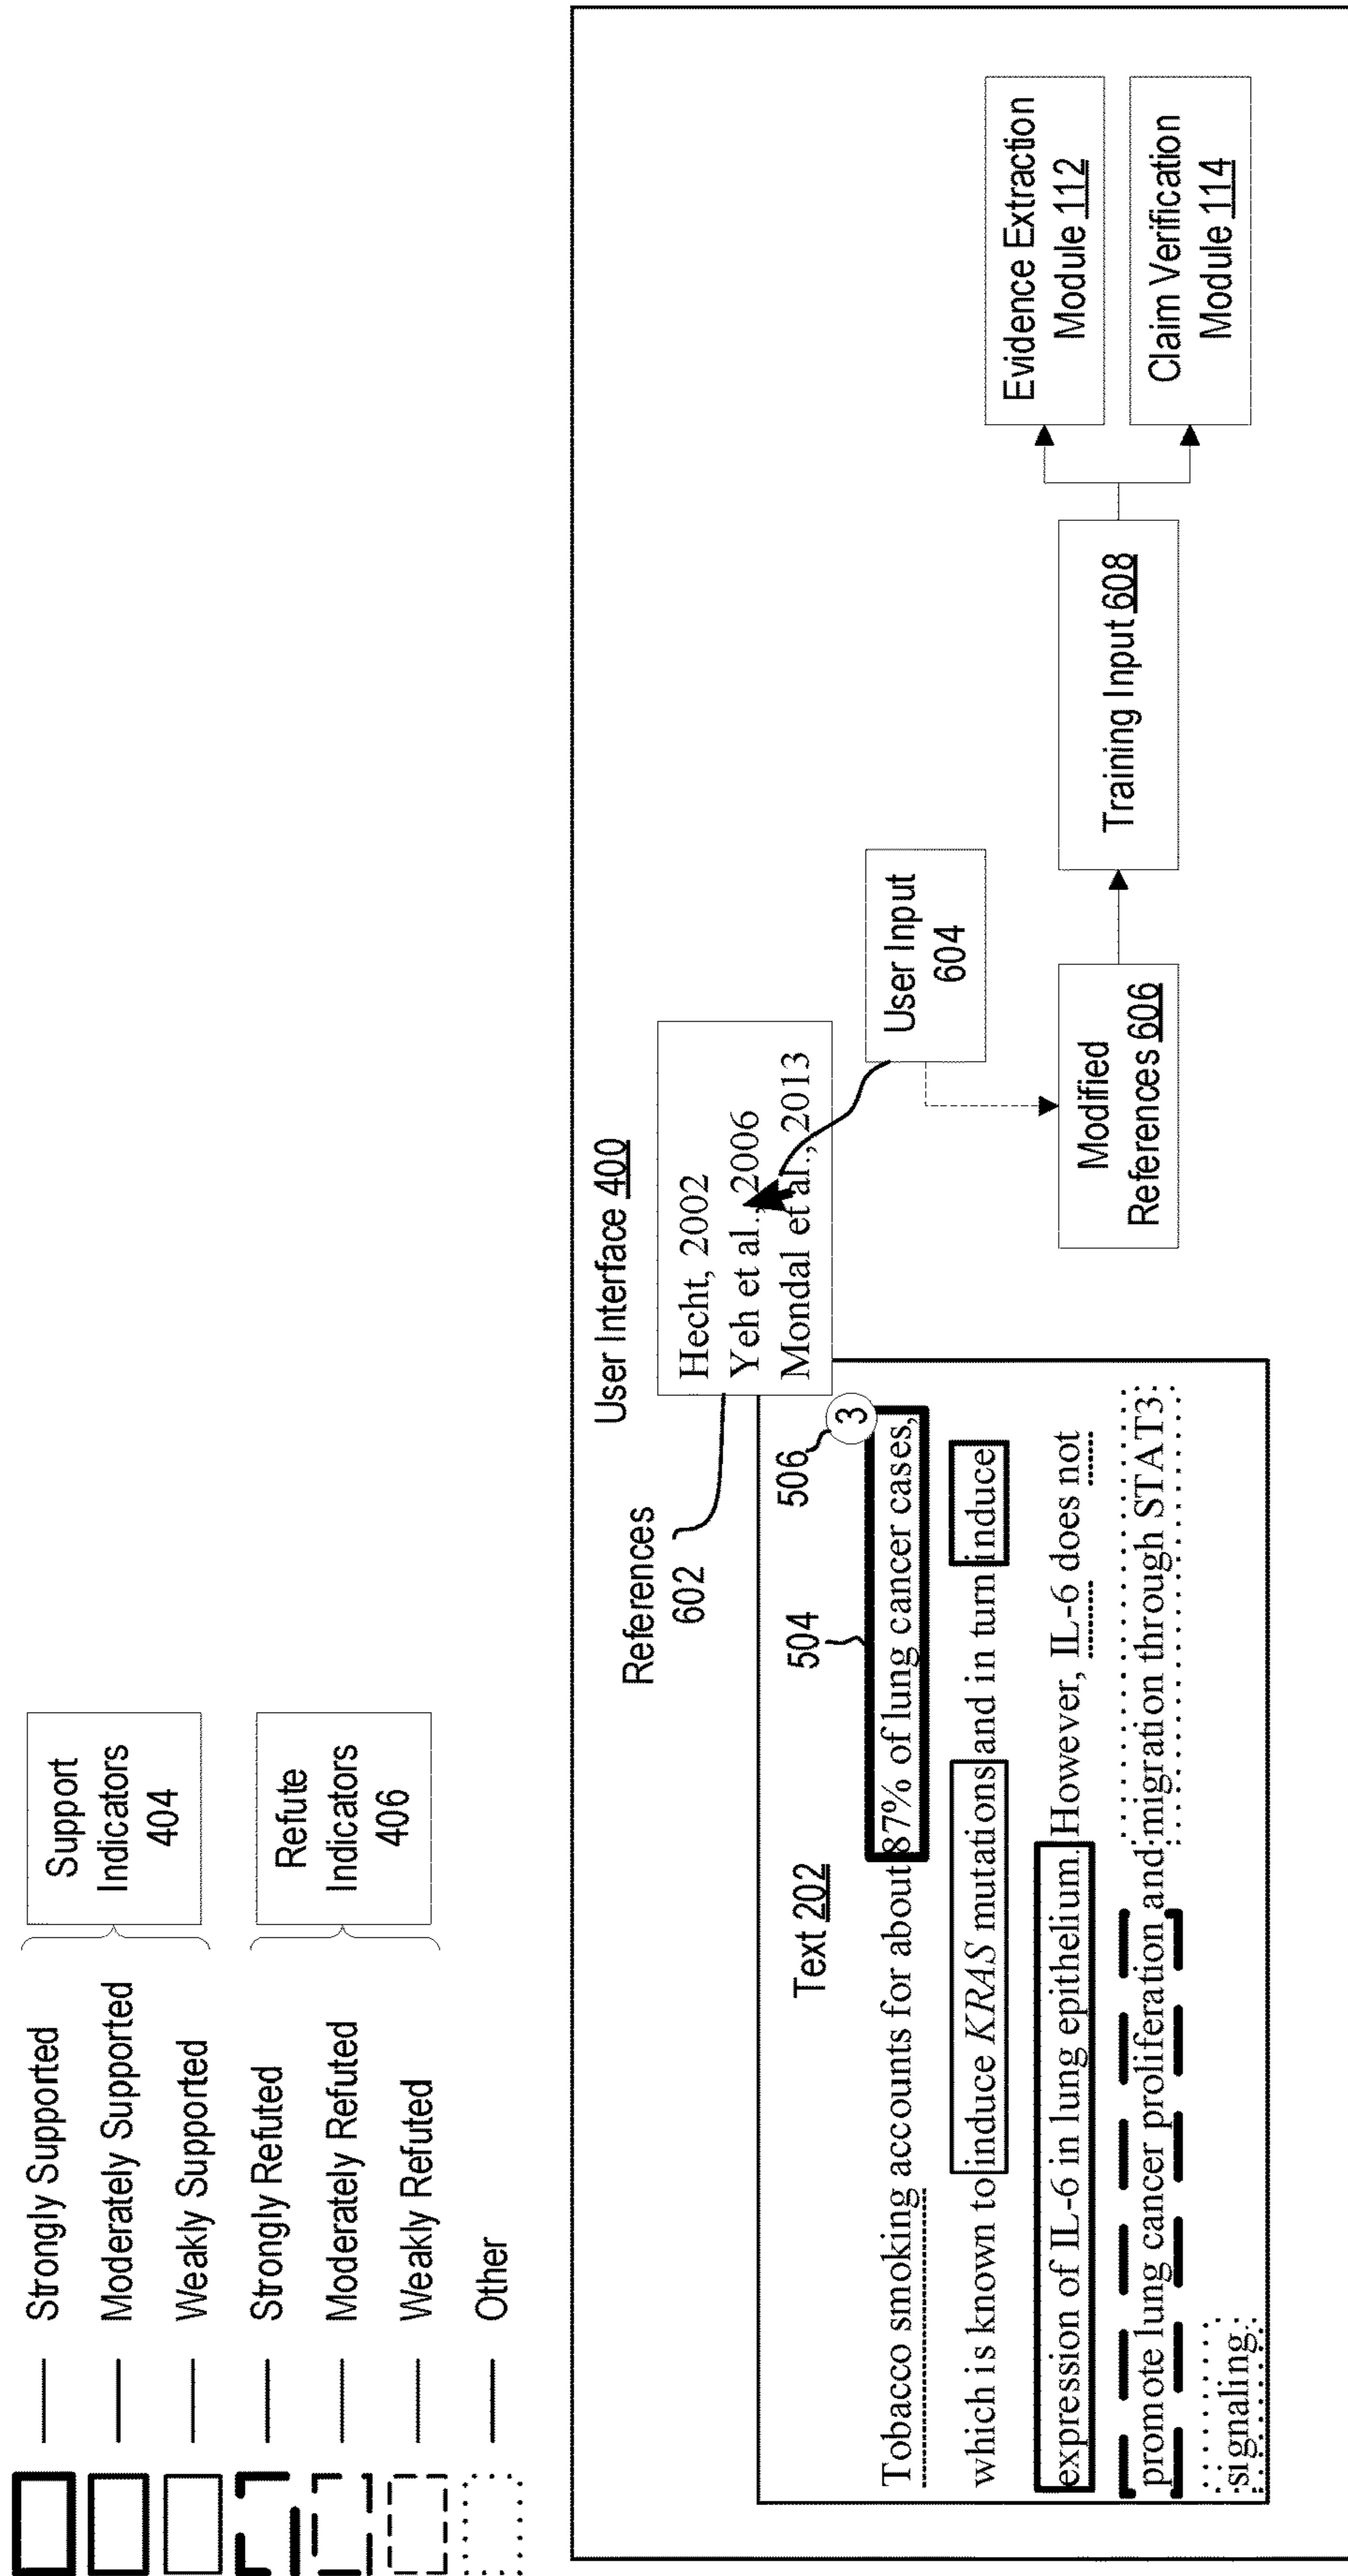 Strongly Supported
Moderately Supported
Weakly Supported
Strongly Refuted
Moderately Refuted
Weakly Refuted
Other
Support
Indicators
404
Refute
Indicators
406
User Interface 400
References
602
Hecht, 2002
Yeh et al., 2006
Mondal et al., 2013
Text 202
504
506
3
Tobacco smoking accounts for about 87% of lung cancer cases,
which is known to induce KRAS mutations and in turn induce
expression of IL-6 in lung epithelium. However, IL-6 does not
promote lung cancer proliferation and migration through STAT3
signaling.
User Input
604
Modified
References 606
Training Input 608
Evidence Extraction
Module 112
Claim Verification
Module 114